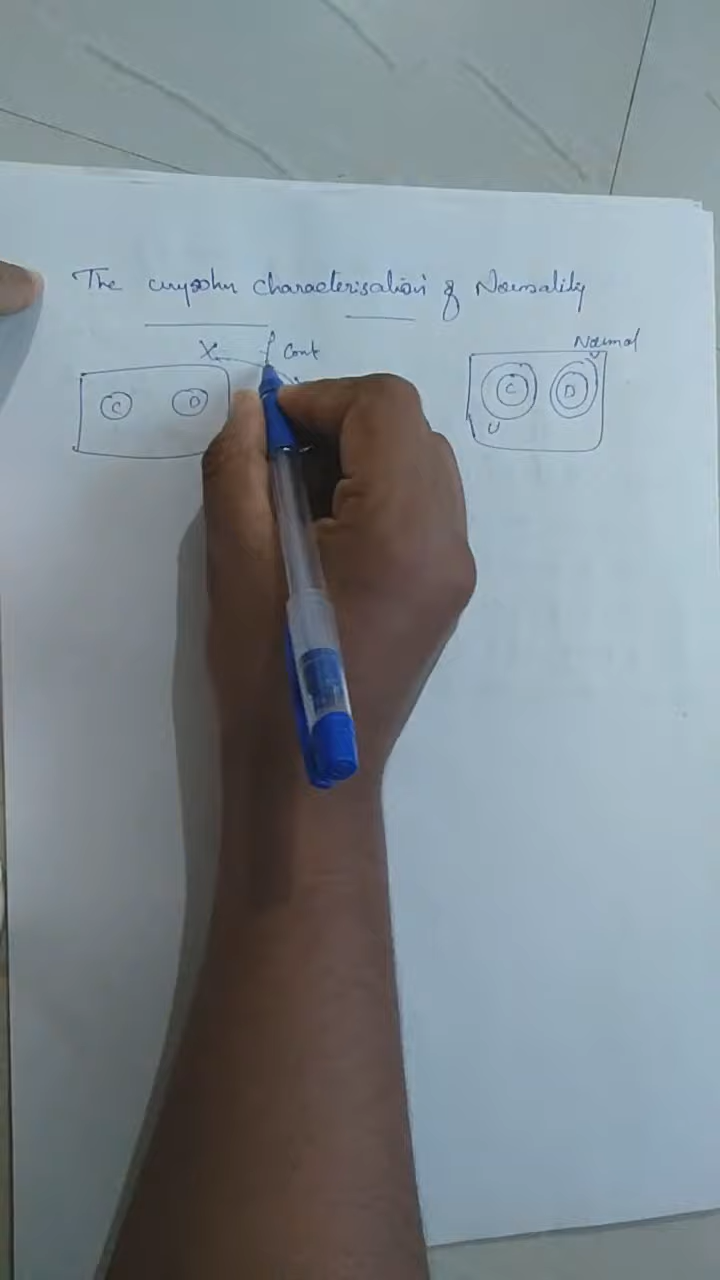 The Urysohn characterisation of Normality
X f Cont
Normal
C D
C D
U